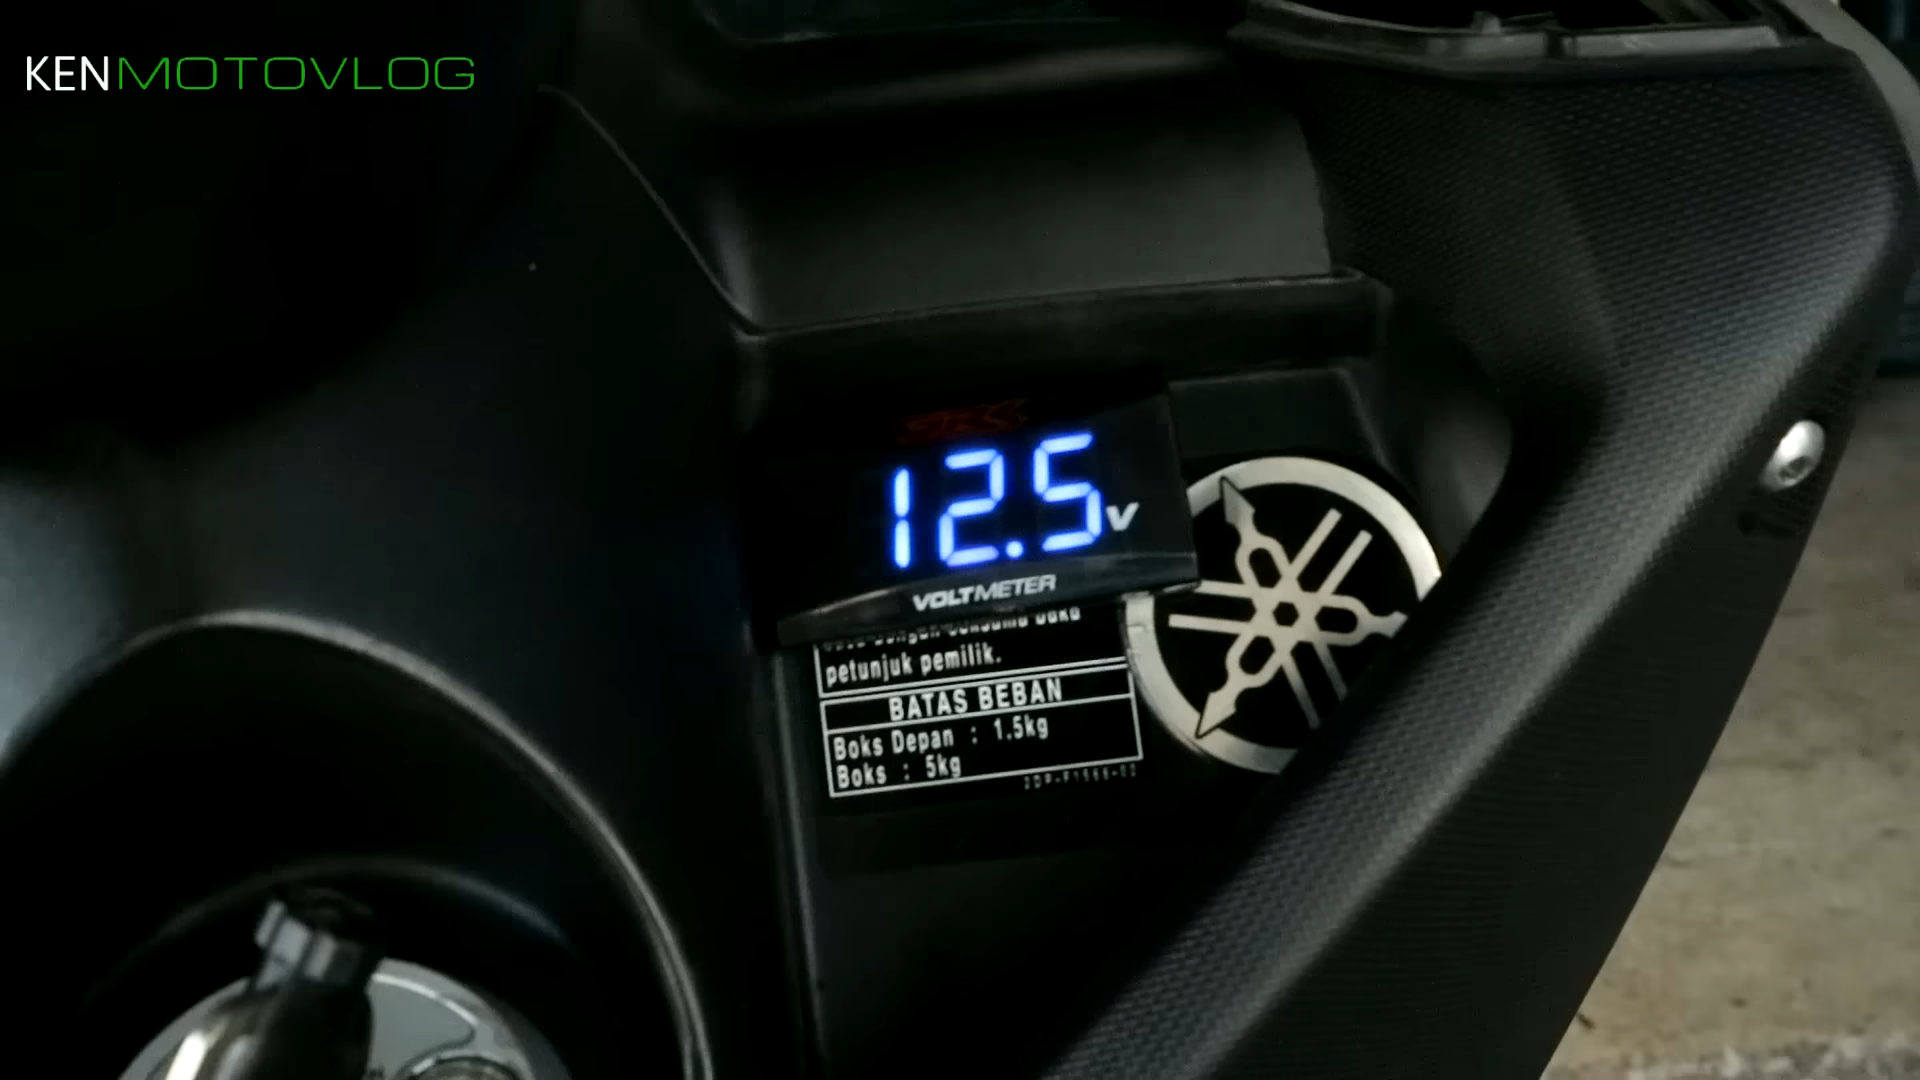 KENMOTOVLOG
12.5V
VOLTMETER
petunjuk pemilik.
BATAS BEBAN
Boks Depan : 1.5kg
Boks : 5kg